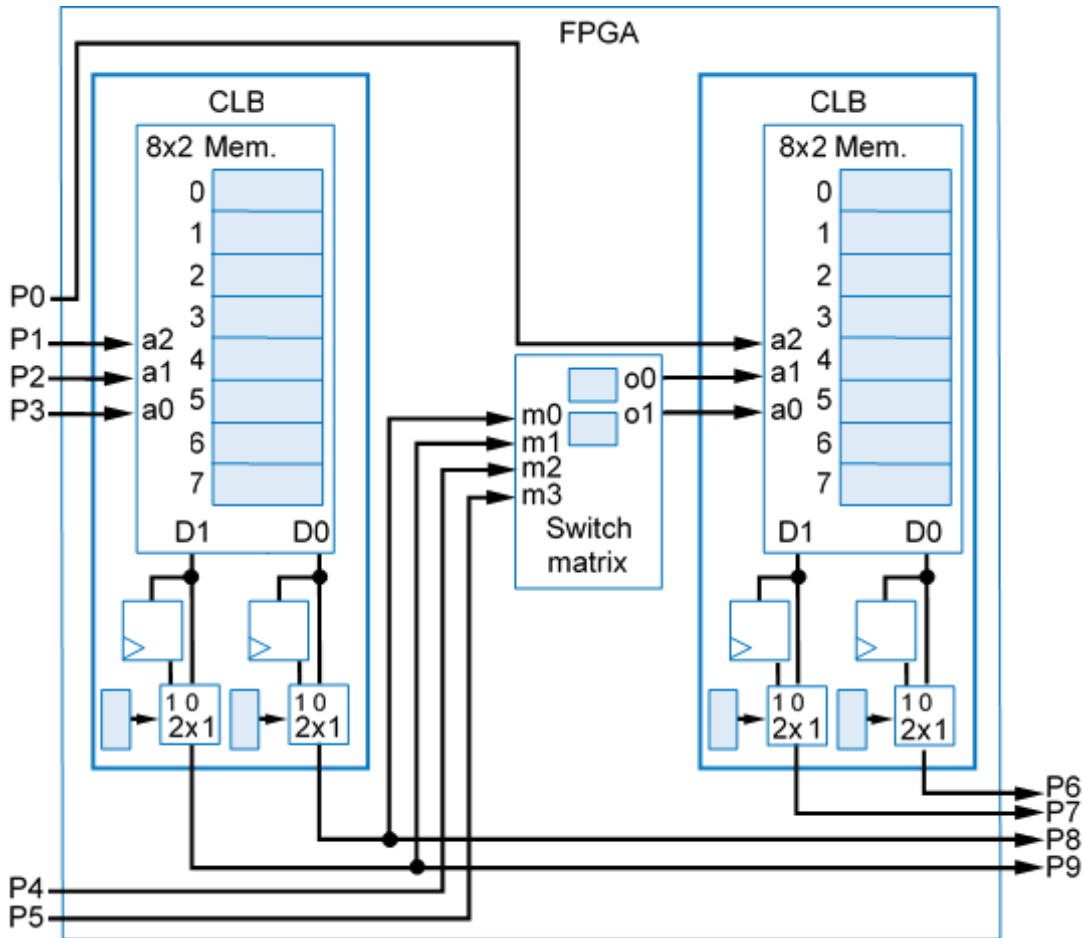 FPGA
CLB
8x2 Mem.
0
1
2
3
4
5
6
7
a2
a1
a0
D1 D0
1 0
2x1
1 0
2x1
P0
P1
P2
P3
P4
P5
m0
m1
m2
m3
o0
o1
Switch
matrix
CLB
8x2 Mem.
0
1
2
3
4
5
6
7
a2
a1
a0
D1 D0
1 0
2x1
1 0
2x1
P6
P7
P8
P9